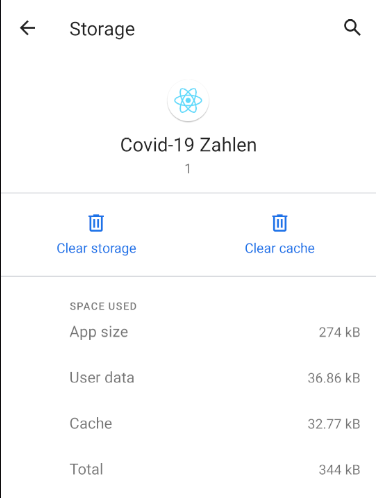 Storage
Covid-19 Zahlen
1
Clear storage Clear cache
SPACE USED
App size 274 kB
User data 36.86 kB
Cache 32.77 kB
Total 344 kB